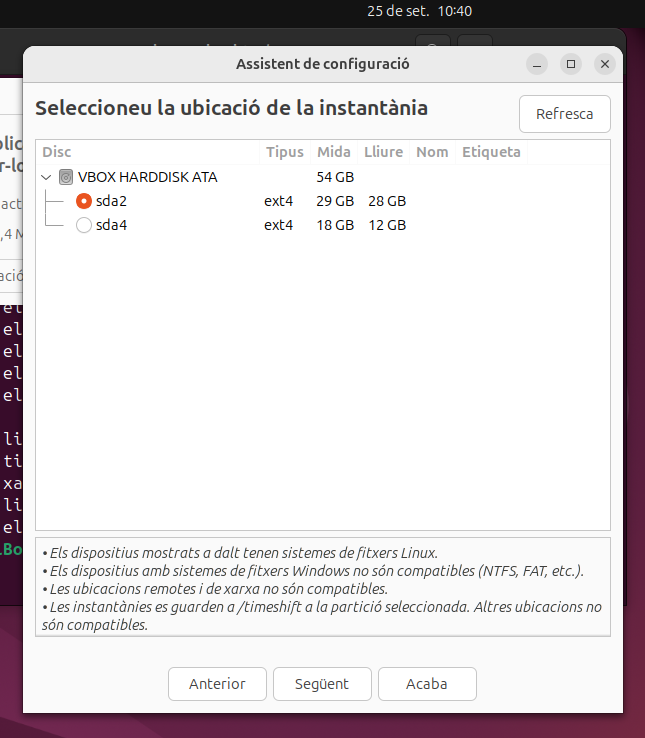 25 de set. 10:40
Assistent de configuració
Seleccioneu la ubicació de la instantània
Refresca
Disc Tipus Mida Lliure Nom Etiqueta
VBOX HARDDISK ATA 54 GB
sda2 ext4 29 GB 28 GB
sda4 ext4 18 GB 12 GB
• Els dispositius mostrats a dalt tenen sistemes de fitxers Linux.
• Els dispositius amb sistemes de fitxers Windows no són compatibles (NTFS, FAT, etc.).
• Les ubicacions remotes i de xarxa no són compatibles.
• Les instantànies es guarden a /timeshift a la partició seleccionada. Altres ubicacions no
són compatibles.
Anterior Següent Acaba